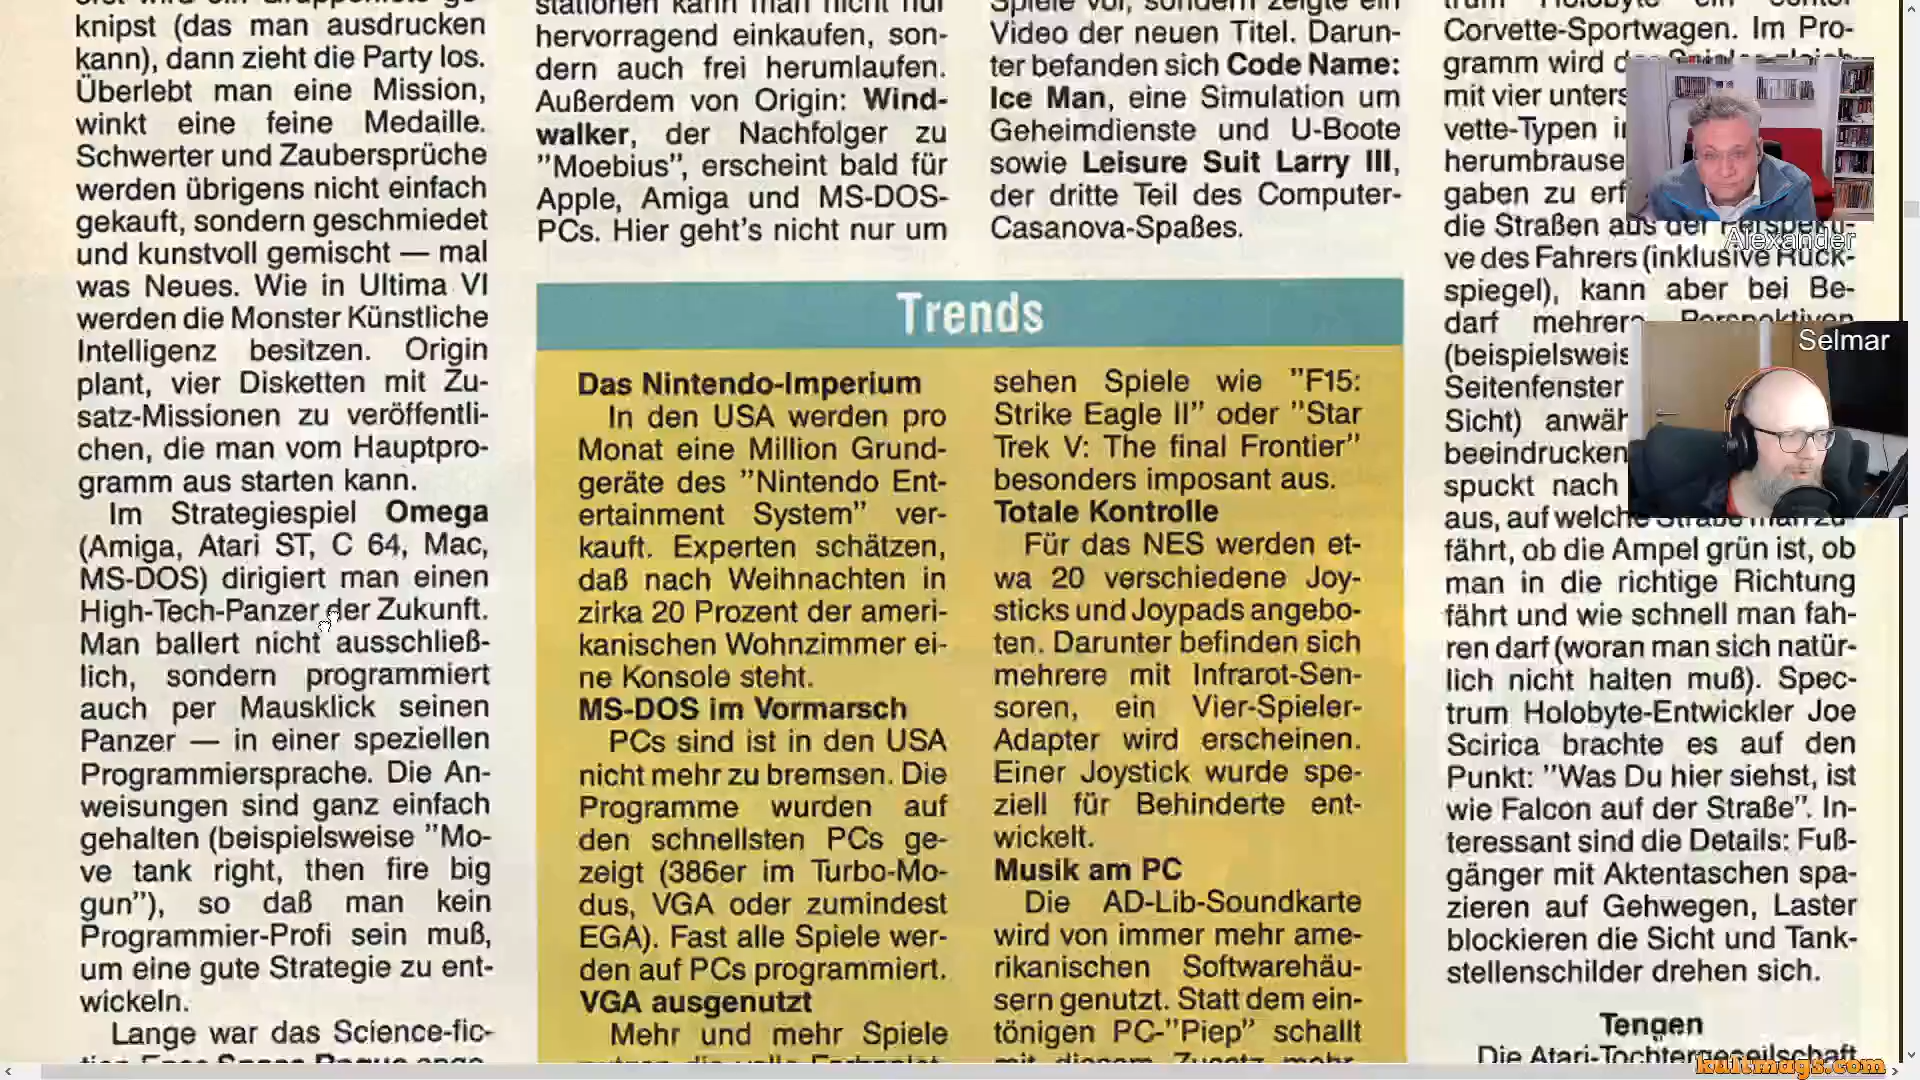 knipst (das man ausdrucken
kann), dann zieht die Party los.
Überlebt man eine Mission,
winkt eine feine Medaille.
Schwerter und Zaubersprüche
werden übrigens nicht einfach
gekauft, sondern geschmiedet
und kunstvoll gemischt — mal
was Neues. Wie in Ultima VI
werden die Monster Künstliche
Intelligenz besitzen. Origin
plant, vier Disketten mit Zu-
satz-Missionen zu veröffentli-
chen, die man vom Hauptpro-
gramm aus starten kann.
Im Strategiespiel Omega
(Amiga, Atari ST, C 64, Mac,
MS-DOS) dirigiert man einen
High-Tech-Panzer der Zukunft.
Man ballert nicht ausschließ-
lich, sondern programmiert
auch per Mausklick seinen
Panzer — in einer speziellen
Programmiersprache. Die An-
weisungen sind ganz einfach
gehalten (beispielsweise "Mo-
ve tank right, then fire big
gun"), so daß man kein
Programmier-Profi sein muß,
um eine gute Strategie zu ent-
wickeln.
Lange war das Science-fic-
stationen kann man nicht nur
hervorragend einkaufen, son-
dern auch frei herumlaufen.
Außerdem von Origin: Wind-
walker, der Nachfolger zu
"Moebius", erscheint bald für
Apple, Amiga und MS-DOS-
PCs. Hier geht's nicht nur um
Spiele vor, sondern zeigte ein
Video der neuen Titel. Darun-
ter befanden sich Code Name:
Ice Man, eine Simulation um
Geheimdienste und U-Boote
sowie Leisure Suit Larry III,
der dritte Teil des Computer-
Casanova-Spaßes.
Trends
Das Nintendo-Imperium
In den USA werden pro
Monat eine Million Grund-
geräte des "Nintendo Ent-
ertainment System" ver-
kauft. Experten schätzen,
daß nach Weihnachten in
zirka 20 Prozent der ameri-
kanischen Wohnzimmer ei-
ne Konsole steht.
MS-DOS im Vormarsch
PCs sind ist in den USA
nicht mehr zu bremsen. Die
Programme wurden auf
den schnellsten PCs ge-
zeigt (386er im Turbo-Mo-
dus, VGA oder zumindest
EGA). Fast alle Spiele wer-
den auf PCs programmiert.
VGA ausgenutzt
Mehr und mehr Spiele
sehen Spiele wie "F15:
Strike Eagle II" oder "Star
Trek V: The final Frontier"
besonders imposant aus.
Totale Kontrolle
Für das NES werden et-
wa 20 verschiedene Joy-
sticks und Joypads angebo-
ten. Darunter befinden sich
mehrere mit Infrarot-Sen-
soren, ein Vier-Spieler-
Adapter wird erscheinen.
Einer Joystick wurde spe-
ziell für Behinderte ent-
wickelt.
Musik am PC
Die AD-Lib-Soundkarte
wird von immer mehr ame-
rikanischen Softwarehäu-
sern genutzt. Statt dem ein-
tönigen PC-"Piep" schallt
mit diesem Zusatz mehr-
Corvette-Sportwagen. Im Pro-
gramm wird
mit vier
vette-Typen
herumbrause
gaben zu
die Straßen aus der
ve des Fahrers (inklusive Rück-
spiegel), kann aber bei Be-
darf mehrere Perspektiven
(beispielsweis
Seitenfenster
Sicht)
beeindrucken
spuckt nach
aus, auf welche Straße man zu-
fährt, ob die Ampel grün ist, ob
man in die richtige Richtung
fährt und wie schnell man fah-
ren darf (woran man sich natür-
lich nicht halten muß). Spec-
trum Holobyte-Entwickler Joe
Scirica brachte es auf den
Punkt: "Was Du hier siehst, ist
wie Falcon auf der Straße". In-
teressant sind die Details: Fuß-
gänger mit Aktentaschen spa-
zieren auf Gehwegen, Laster
blockieren die Sicht und Tank-
stellenschilder drehen sich.
Tengen
Die Atari-Tochtergesellschaft
Alexander
Selmar
kultmags.com